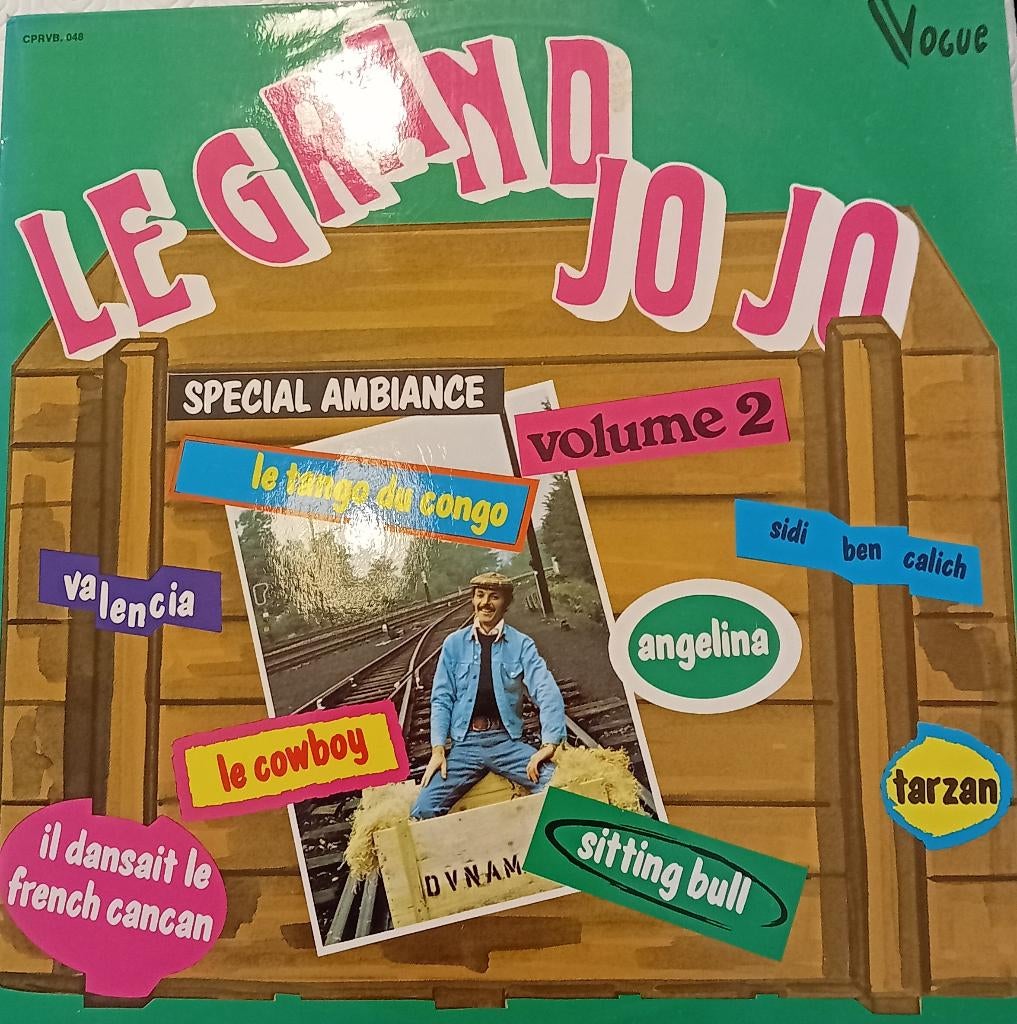 CPRVB. 048
Vogue
LE GRAND
JO JO
SPECIAL AMBIANCE
volume 2
le tango du congo
sidi ben calich
valencia
angelina
le cowboy
tarzan
il dansait le
french cancan
sitting bull
DYNAM